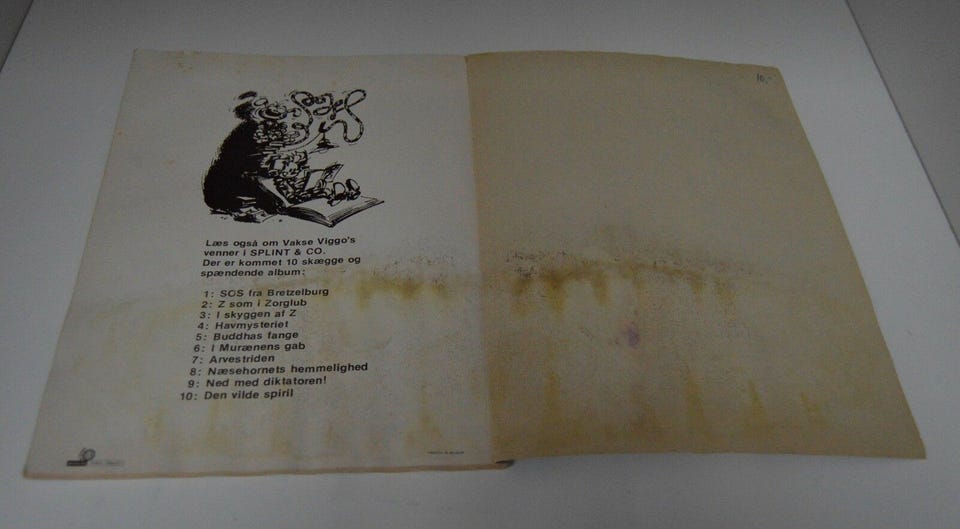 10,-
Læs også om Vakse Viggo's
venner i SPLINT & CO.
Der er kommet 10 skægge og
spændende album:
1: SOS fra Bretzelburg
2: Z som i Zorglub
3: I skyggen af Z
4: Havmysteriet
5: Buddhas fange
6: I Murænens gab
7: Arvestriden
8: Næsehornets hemmelighed
9: Ned med diktatoren!
10: Den vilde spiril